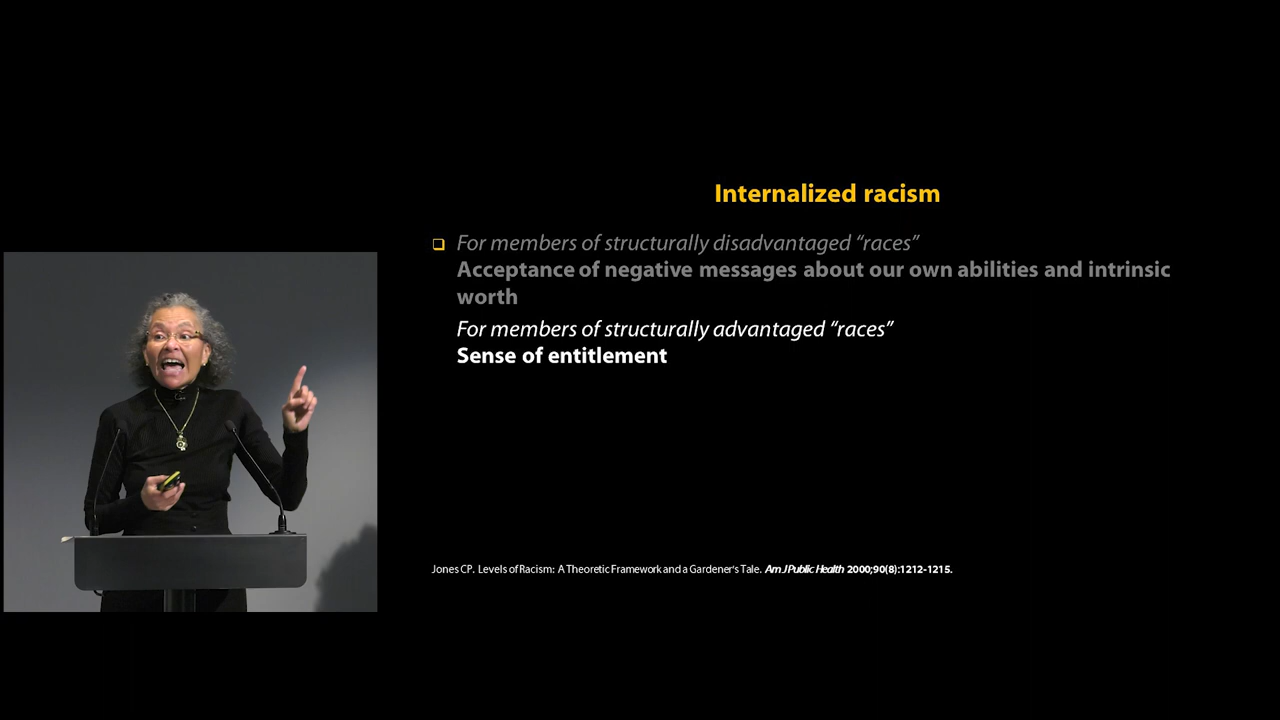 Internalized racism
❑ For members of structurally disadvantaged “races”
Acceptance of negative messages about our own abilities and intrinsic
worth
For members of structurally advantaged “races”
Sense of entitlement
Jones CP. Levels of Racism: A Theoretic Framework and a Gardener's Tale. Am J Public Health 2000;90(8):1212-1215.